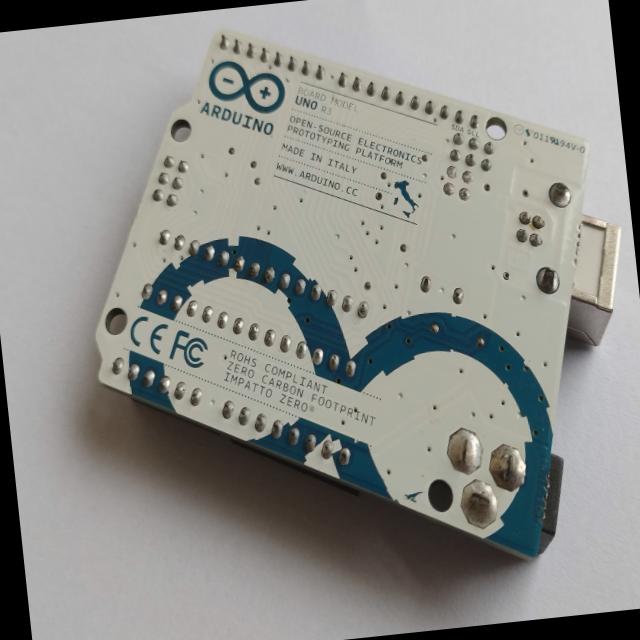 ARDUINO
BOARD MODEL
UNO R3
OPEN-SOURCE ELECTRONICS
PROTOTYPING PLATFORM
MADE IN ITALY
WWW.ARDUINO.CC
SDA SCL
CE FC
ROHS COMPLIANT
ZERO CARBON FOOTPRINT
IMPATTO ZERO®